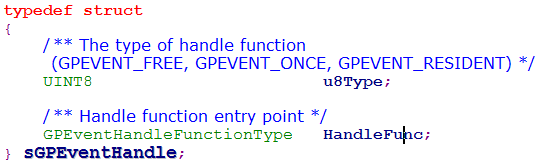 typedef struct
{
/** The type of handle function
(GPEVENT_FREE, GPEVENT_ONCE, GPEVENT_RESIDENT) */
UINT8 u8Type;
/** Handle function entry point */
GPEventHandleFunctionType HandleFunc;
} sGPEventHandle;